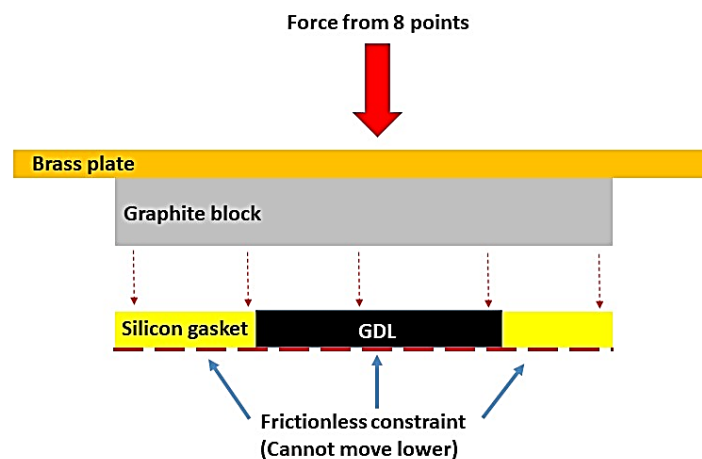 Force from 8 points
Brass plate
Graphite block
Silicon gasket
GDL
Frictionless constraint
(Cannot move lower)